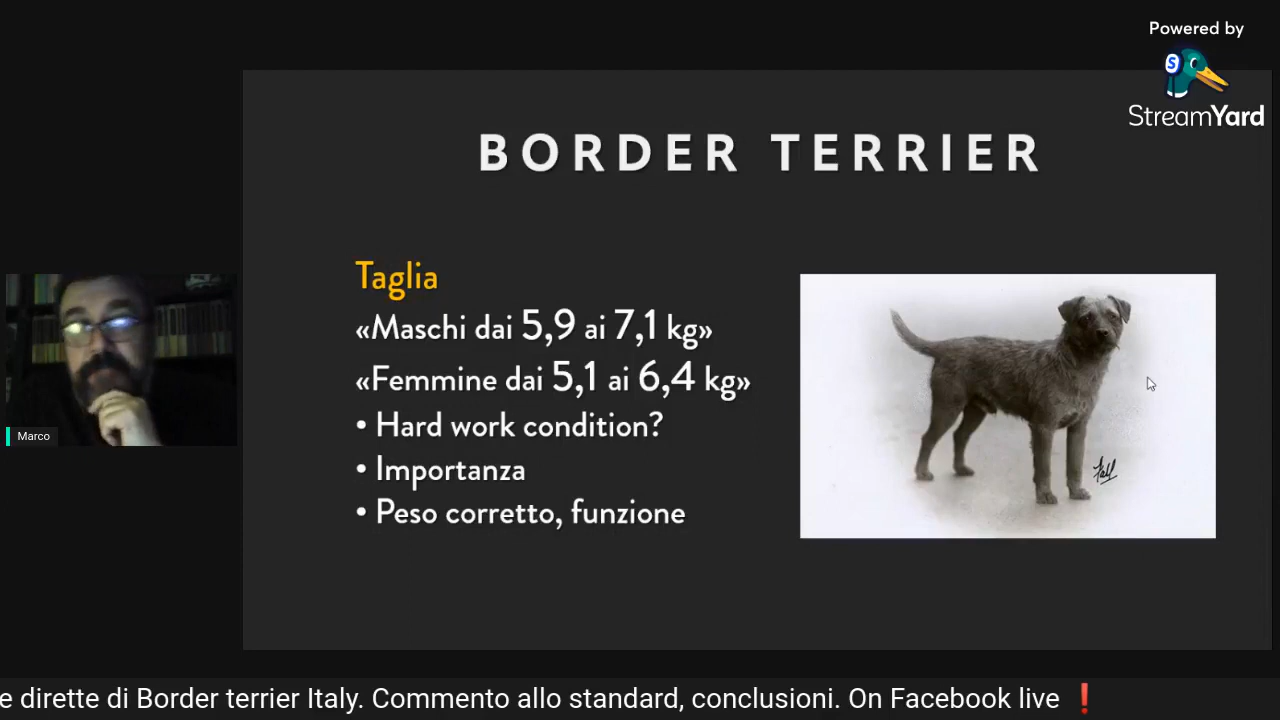 Powered by
StreamYard
BORDER TERRIER
Taglia
«Maschi dai 5,9 ai 7,1 kg»
«Femmine dai 5,1 ai 6,4 kg»
• Hard work condition?
• Importanza
• Peso corretto, funzione
Marco
e dirette di Border terrier Italy. Commento allo standard, conclusioni. On Facebook live ❗